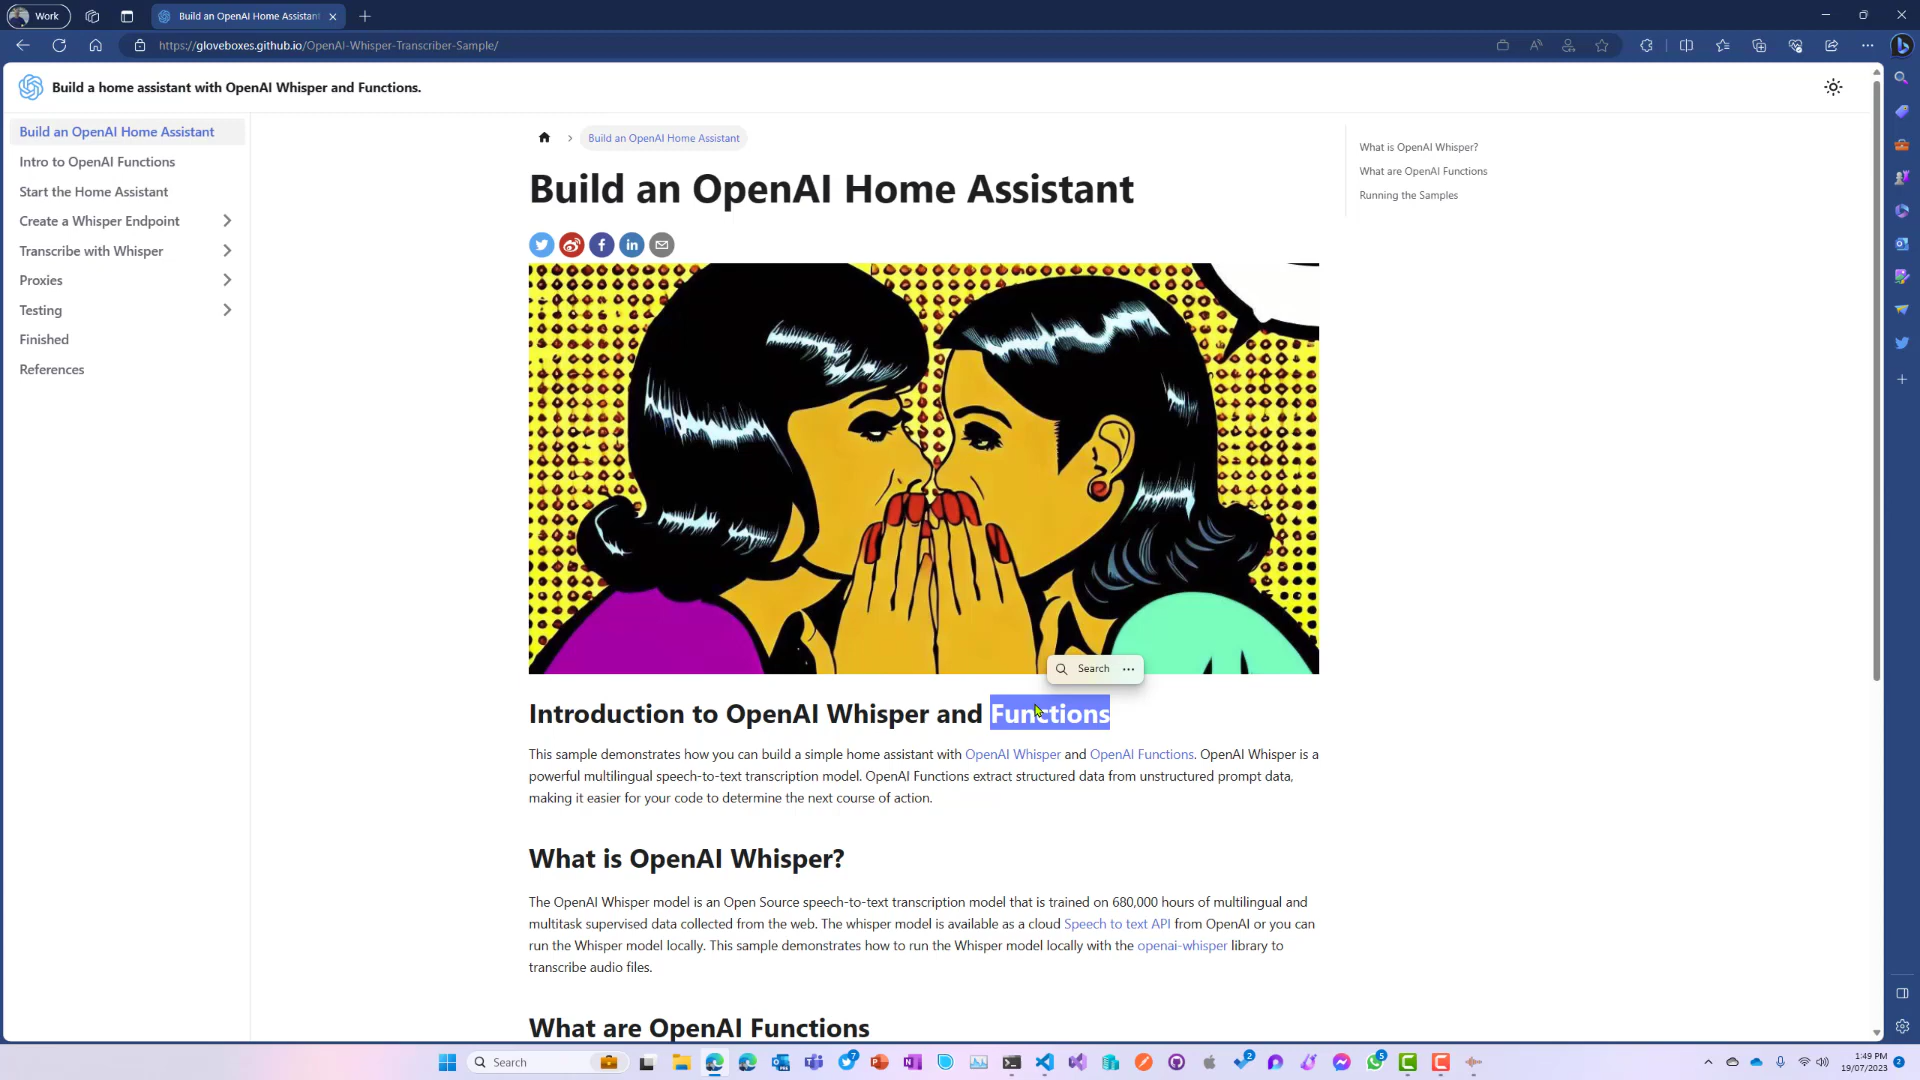 Work
Build an OpenAI Home Assistant
https://gloveboxes.github.io/OpenAI-Whisper-Transcriber-Sample/
Build a home assistant with OpenAI Whisper and Functions.
Build an OpenAI Home Assistant
Intro to OpenAI Functions
Start the Home Assistant
Create a Whisper Endpoint
Transcribe with Whisper
Proxies
Testing
Finished
References
Build an OpenAI Home Assistant
Build an OpenAI Home Assistant
Search
Introduction to OpenAI Whisper and Functions
This sample demonstrates how you can build a simple home assistant with OpenAI Whisper and OpenAI Functions. OpenAI Whisper is a
powerful multilingual speech-to-text transcription model. OpenAI Functions extract structured data from unstructured prompt data,
making it easier for your code to determine the next course of action.
What is OpenAI Whisper?
The OpenAI Whisper model is an Open Source speech-to-text transcription model that is trained on 680,000 hours of multilingual and
multitask supervised data collected from the web. The whisper model is available as a cloud Speech to text API from OpenAI or you can
run the Whisper model locally. This sample demonstrates how to run the Whisper model locally with the openai-whisper library to
transcribe audio files.
What are OpenAI Functions
What is OpenAI Whisper?
What are OpenAI Functions
Running the Samples
Search
7
2
5
1:49 PM
19/07/2023
2